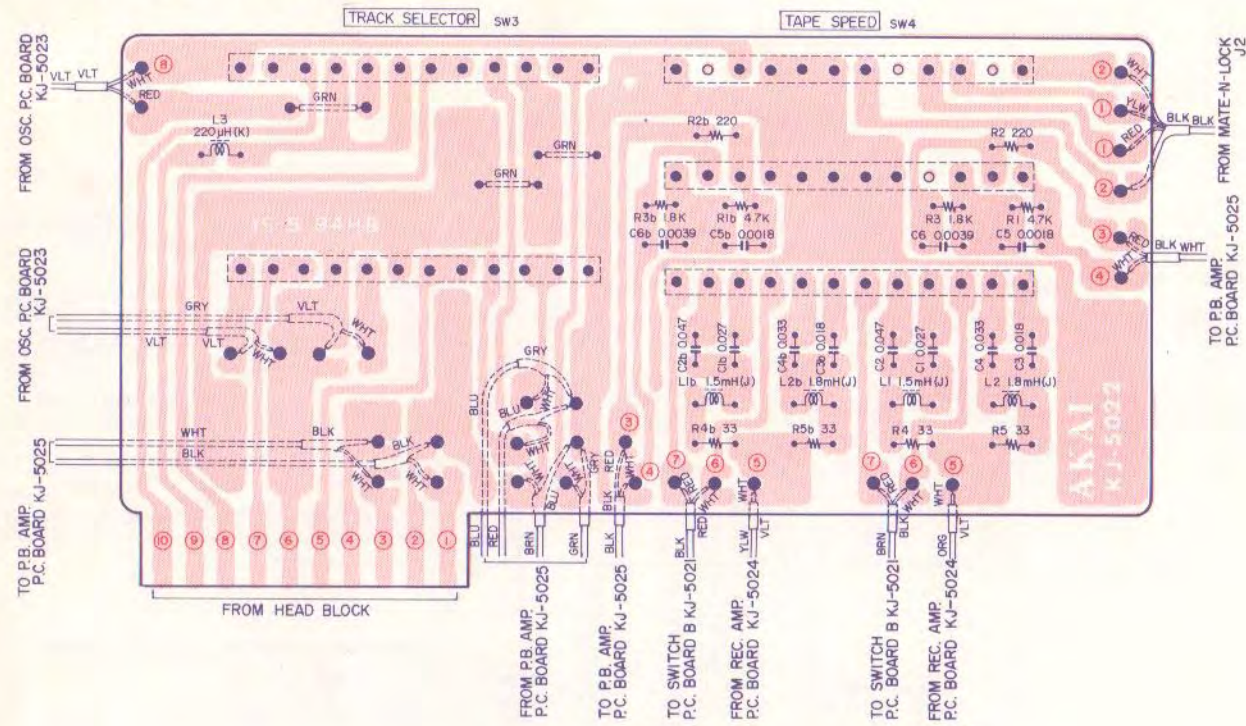 TRACK SELECTOR SW3
TAPE SPEED SW4
FROM OSC. P.C. BOARD
KJ-5023
VLT VLT
WHT
RED
8
GRN
L3
220μH(K)
GRN
GRN
R2b 220
R2 220
2
WHT
1
YLW
1
RED
2
BLK BLK
FROM MATE-N-LOCK
J2
R3b 1.8K
C6b 0.0039
R1b 4.7K
C5b 0.0018
R3 1.8K
C6 0.0039
R1 4.7K
C5 0.0018
3
RED
4
WHT
BLK WHT
TO P.B. AMP.
P.C. BOARD KJ-5025
FROM OSC. P.C. BOARD
KJ-5023
GRY
VLT
VLT
VLT
WHT
WHT
C2b 0.047
C1b 0.027
C4b 0.033
C3b 0.018
C2 0.047
C1 0.027
C4 0.033
C3 0.018
L1b 1.5mH(J)
L2b 1.8mH(J)
L1 1.5mH(J)
L2 1.8mH(J)
R4b 33
R5b 33
R4 33
R5 33
GRY
BLU
BLU
WHT
WHT
WHT
WHT
BLU
GRY
TO P.B. AMP.
P.C. BOARD KJ-5025
WHT
BLK
BLK
BLK
WHT
WHT
3
RED
WHT
4
BLK
7
RED
6
WHT
5
WHT
7
RED
6
WHT
5
WHT
AKAI
KJ-5022
10
9
8
7
6
5
4
3
2
1
FROM HEAD BLOCK
BLU
RED
BRN
GRN
BLK
BLK
RED
YLW
VLT
BRN
BLK
ORG
VLT
FROM P.B. AMP.
P.C. BOARD KJ-5025
TO P.B. AMP.
P.C. BOARD KJ-5025
TO SWITCH
P.C. BOARD B KJ-5021
FROM REC. AMP.
P.C. BOARD KJ-5024
TO SWITCH
P.C. BOARD B KJ-5021
FROM REC. AMP.
P.C. BOARD KJ-5024